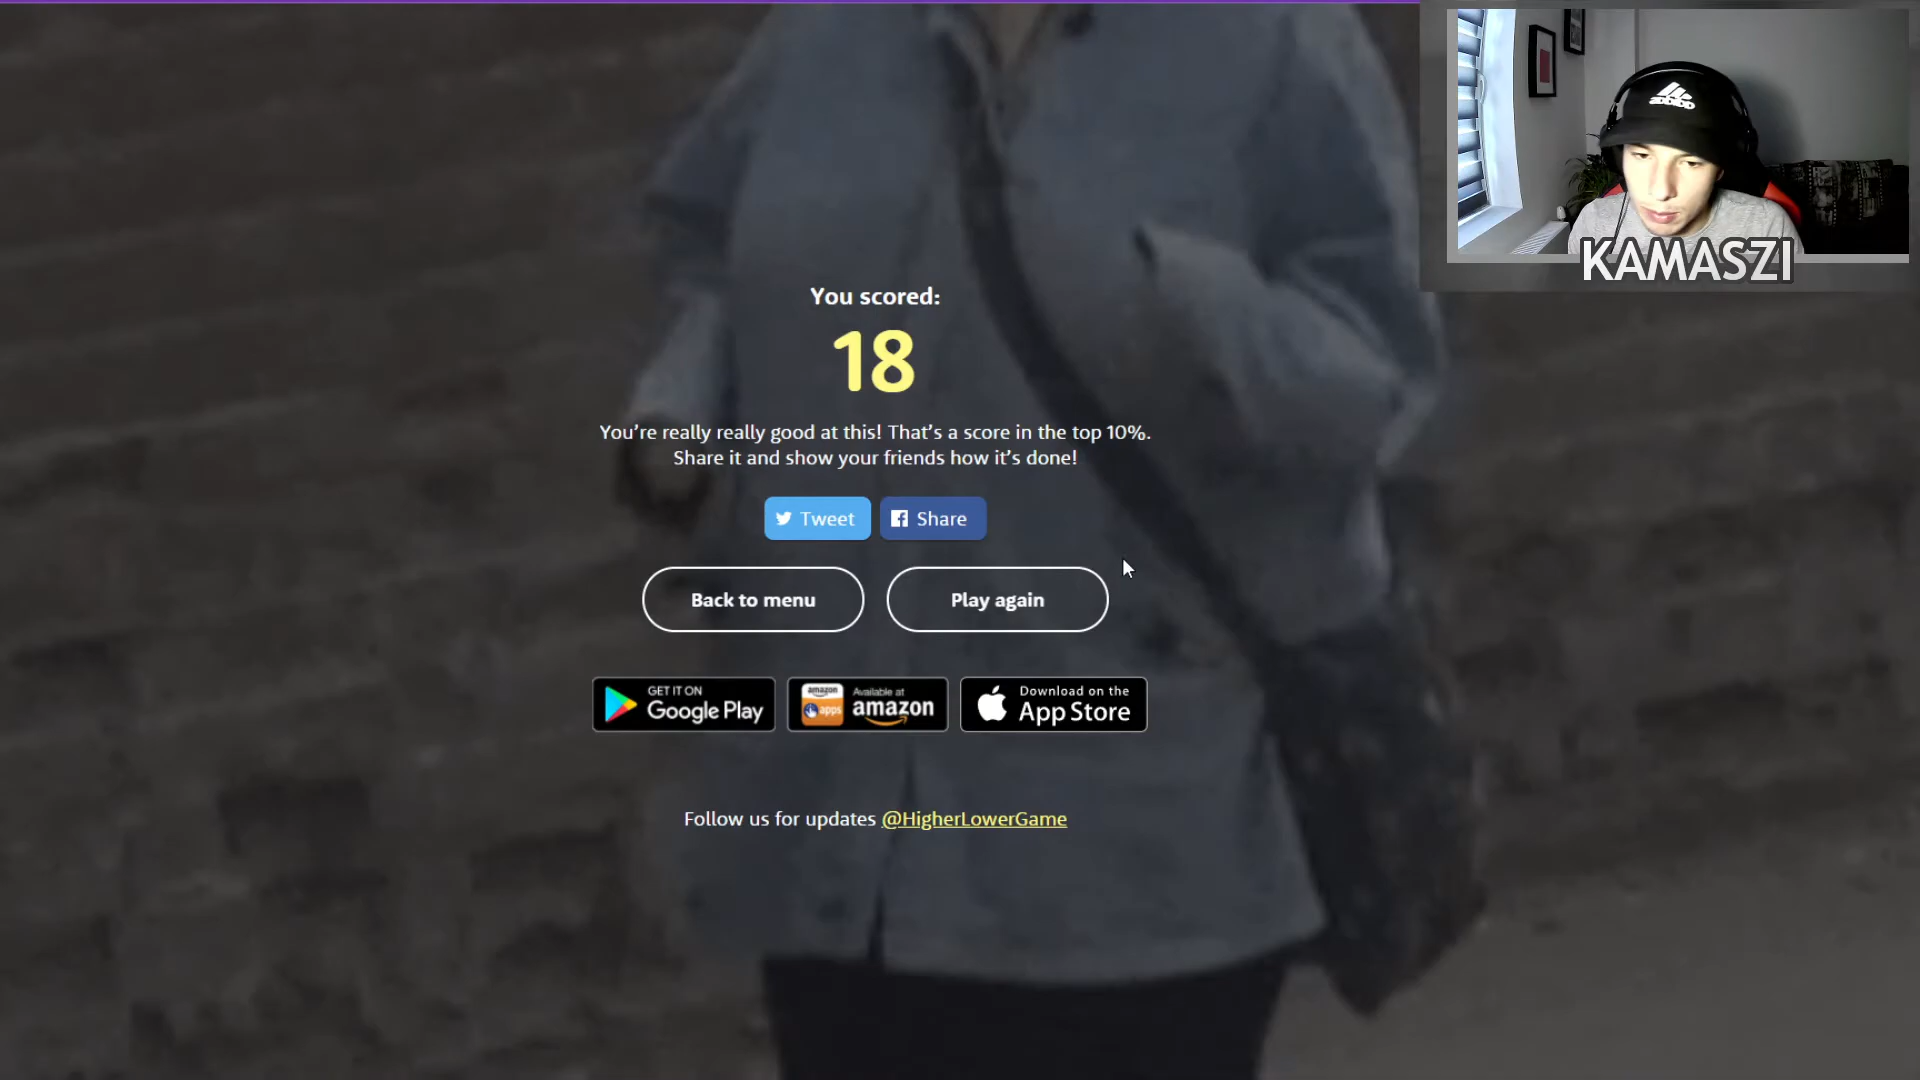 adidas
KAMASZI
You scored:
18
You're really really good at this! That's a score in the top 10%.
Share it and show your friends how it's done!
Tweet
Share
Back to menu
Play again
GET IT ON
Google Play
amazon
apps
Available at
amazon
Download on the
App Store
Follow us for updates @HigherLowerGame